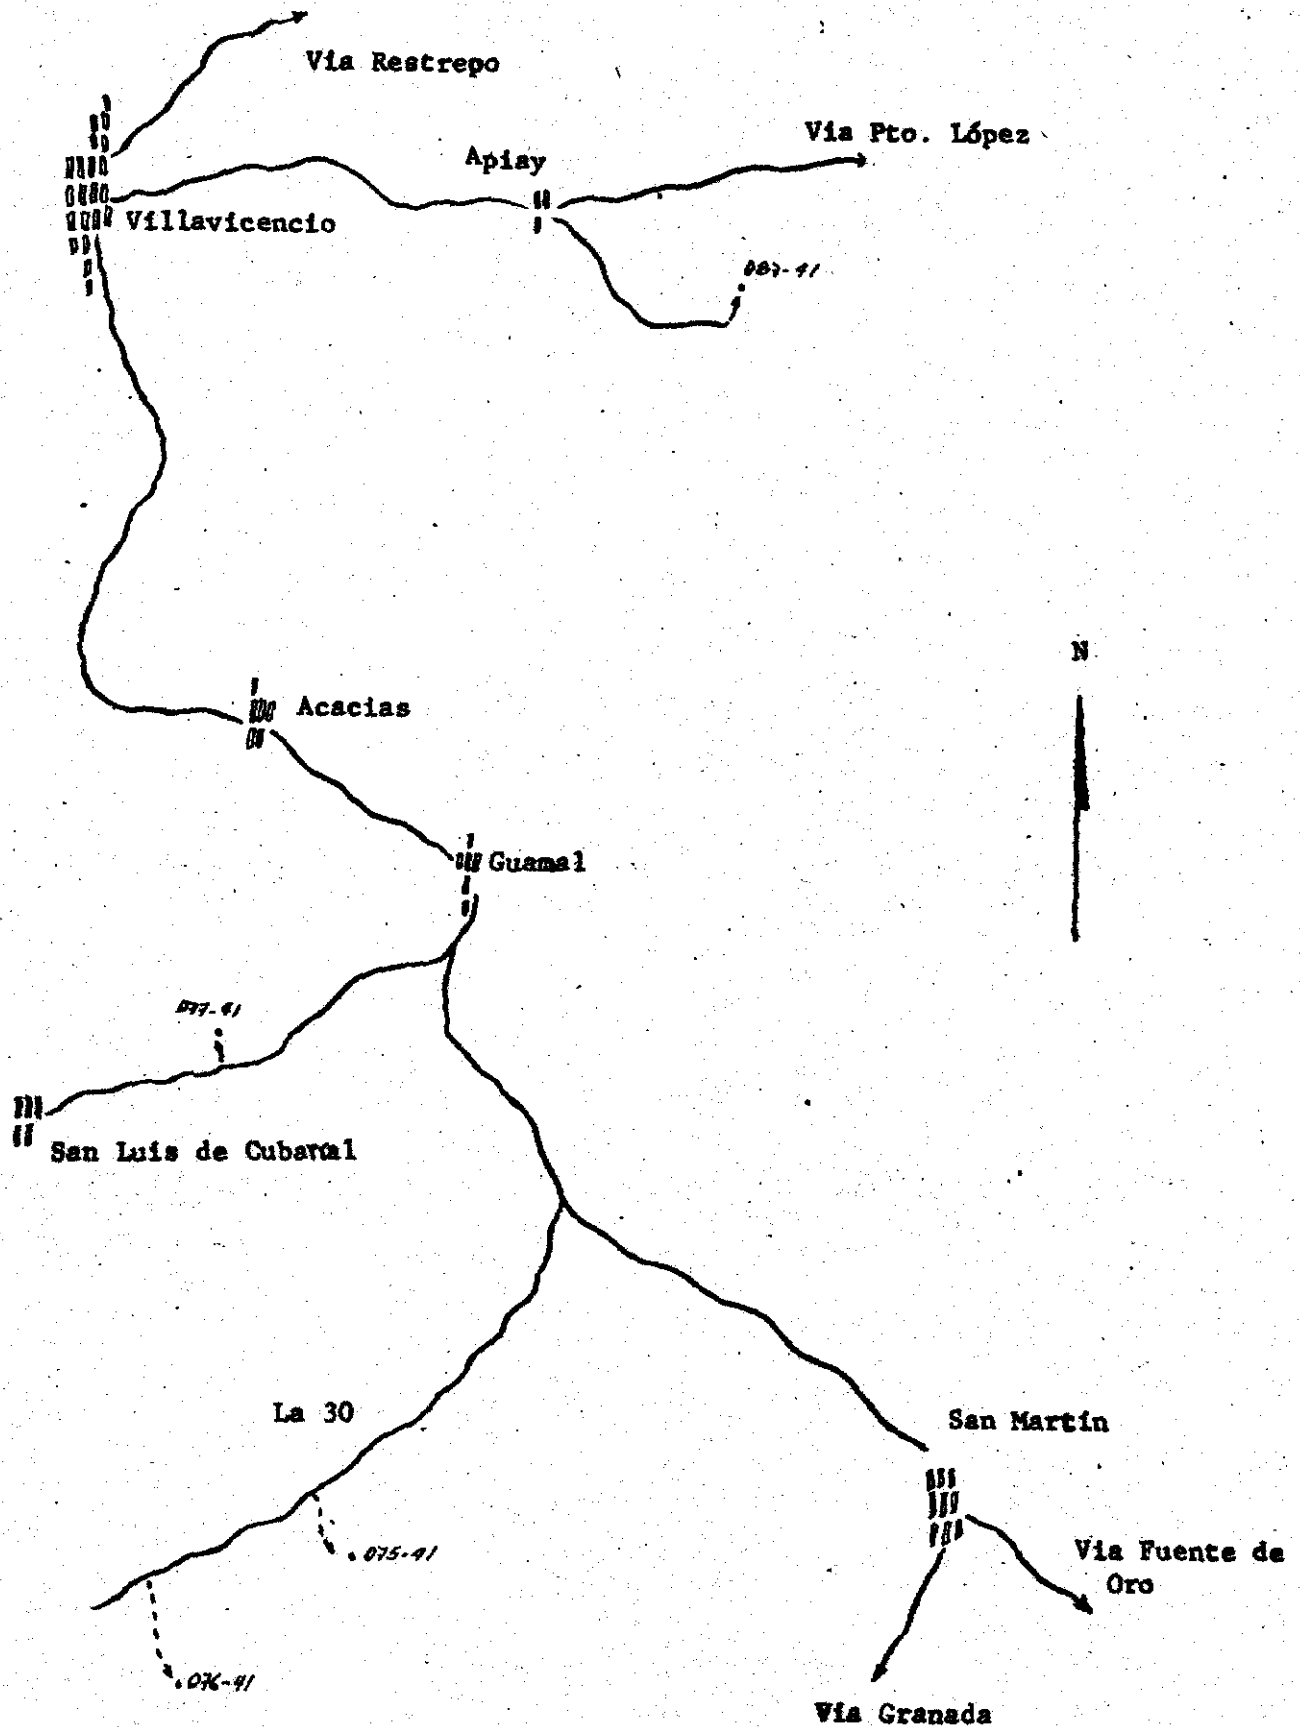 Via Restrepo
Via Pto. López
Apiay
Villavicencio
087-41
N
Acacias
Guamal
077-41
San Luis de Cubarral
La 30
San Martín
075-41
Via Fuente de
Oro
076-41
Via Granada